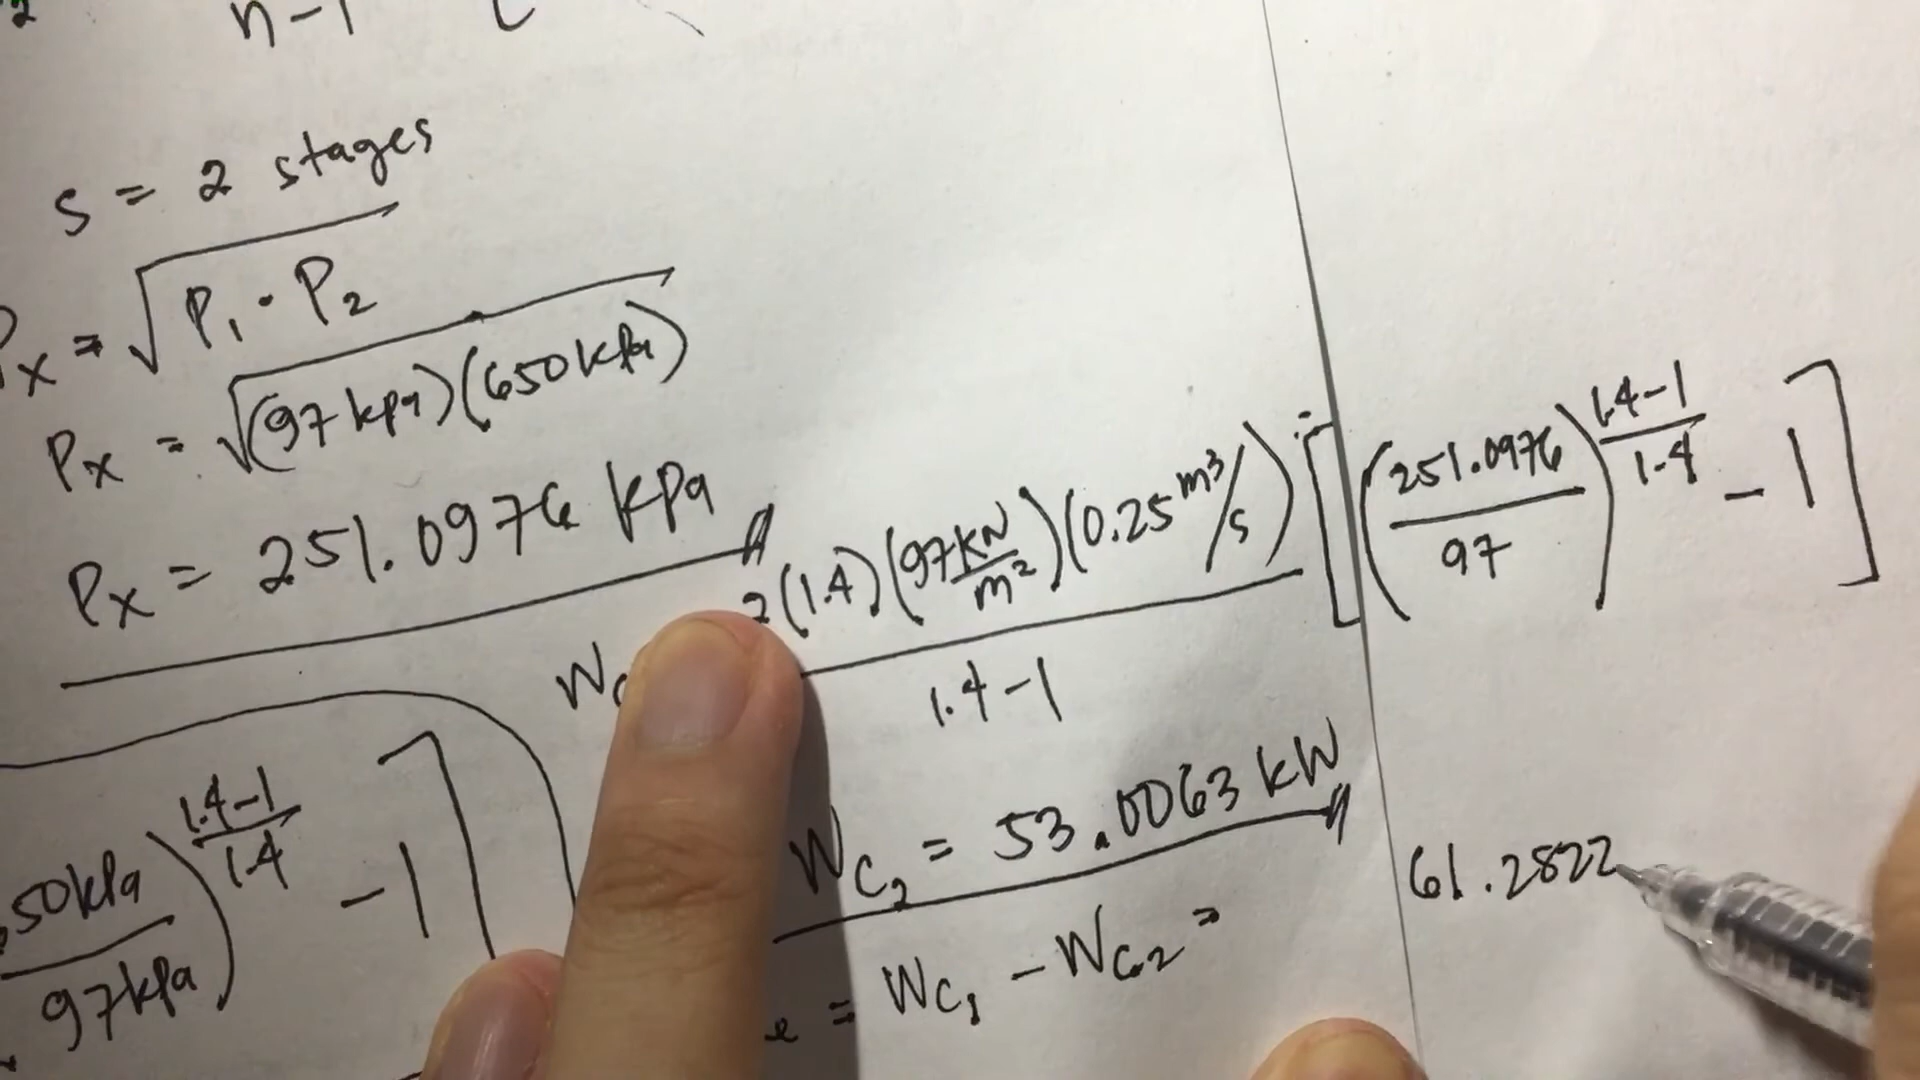 n-1
s = 2 stages
Px = √P₁ · P₂
Px = √(97 kPa)(650 kPa)
Px = 251.0976 kPa
2(1.4)(97 kN/m²)(0.25 m³/s) / 1.4-1 [(251.0976/97)^(1.4-1/1.4) - 1]
50kPa/97kPa)^(1.4-1/1.4) - 1]
Wc₂ = 53.0063 kW
61.2822
= Wc₁ - Wc₂ =